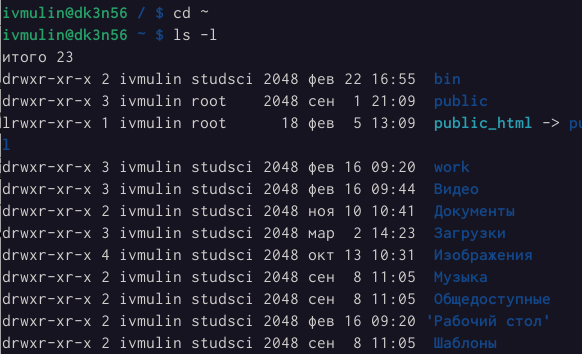 ivmulin@dk3n56 / $ cd ~
ivmulin@dk3n56 ~ $ ls -l
итого 23
drwxr-xr-x 2 ivmulin studsci 2048 фев 22 16:55  bin
drwxr-xr-x 3 ivmulin root    2048 сен  1 21:09  public
lrwxr-xr-x 1 ivmulin root      18 фев  5 13:09  public_html -> pu
l
drwxr-xr-x 3 ivmulin studsci 2048 фев 16 09:20  work
drwxr-xr-x 3 ivmulin studsci 2048 фев 16 09:44  Видео
drwxr-xr-x 2 ivmulin studsci 2048 ноя 10 10:41  Документы
drwxr-xr-x 3 ivmulin studsci 2048 мар  2 14:23  Загрузки
drwxr-xr-x 4 ivmulin studsci 2048 окт 13 10:31  Изображения
drwxr-xr-x 2 ivmulin studsci 2048 сен  8 11:05  Музыка
drwxr-xr-x 2 ivmulin studsci 2048 сен  8 11:05  Общедоступные
drwxr-xr-x 2 ivmulin studsci 2048 фев 16 09:20 'Рабочий стол'
drwxr-xr-x 2 ivmulin studsci 2048 сен  8 11:05  Шаблоны